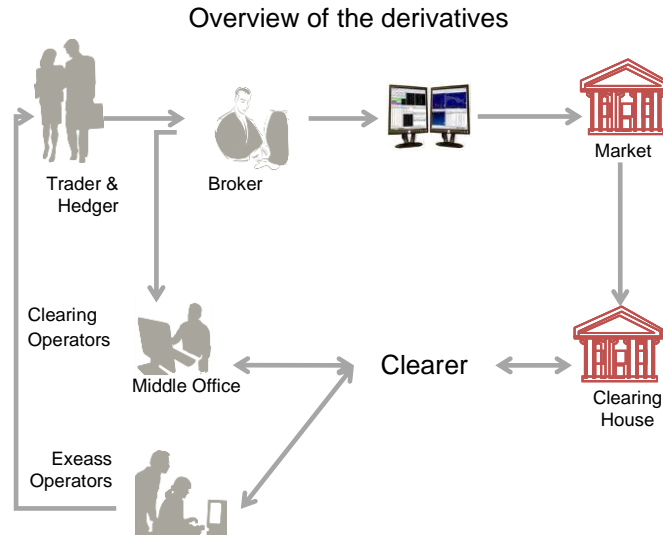 Overview of the derivatives
Trader &
Hedger
Broker
Market
Clearing
Operators
Middle Office
Clearer
Clearing
House
Exeass
Operators